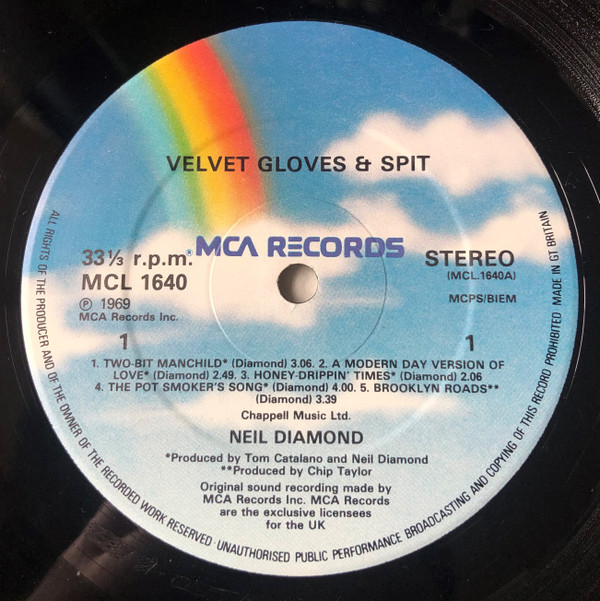 VELVET GLOVES & SPIT
MCA RECORDS
33⅓ r.p.m.
MCL 1640
℗ 1969
MCA Records Inc.
STEREO
(MCL.1640A)
MCPS/BIEM
1
1
1. TWO-BIT MANCHILD* (Diamond) 3.06. 2. A MODERN DAY VERSION OF
LOVE* (Diamond) 2.49. 3. HONEY-DRIPPIN' TIMES* (Diamond) 2.06
4. THE POT SMOKER'S SONG* (Diamond) 4.00. 5. BROOKLYN ROADS**
(Diamond) 3.39
Chappell Music Ltd.
NEIL DIAMOND
*Produced by Tom Catalano and Neil Diamond
**Produced by Chip Taylor
Original sound recording made by
MCA Records Inc. MCA Records
are the exclusive licensees
for the UK
ALL RIGHTS OF THE PRODUCER AND OF THE OWNER OF THE RECORDED WORK RESERVED · UNAUTHORISED PUBLIC PERFORMANCE BROADCASTING AND COPYING OF THIS RECORD PROHIBITED MADE IN GT BRITAIN